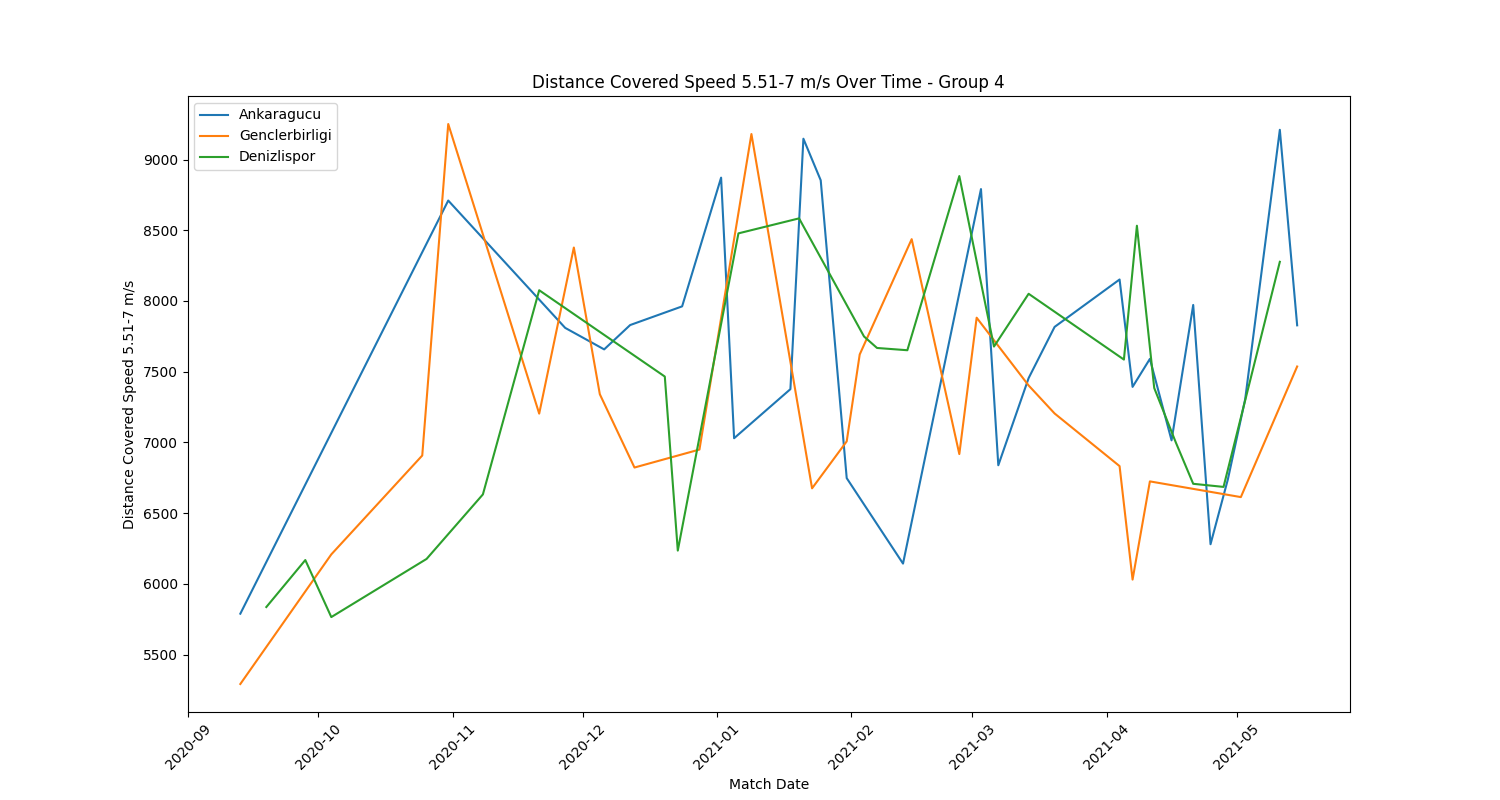 Distance Covered Speed 5.51-7 m/s Over Time - Group 4
Ankaragucu
Genclerbirligi
Denizlispor
Distance Covered Speed 5.51-7 m/s
9000
8500
8000
7500
7000
6500
6000
5500
2020-09
2020-10
2020-11
2020-12
2021-01
2021-02
2021-03
2021-04
2021-05
Match Date